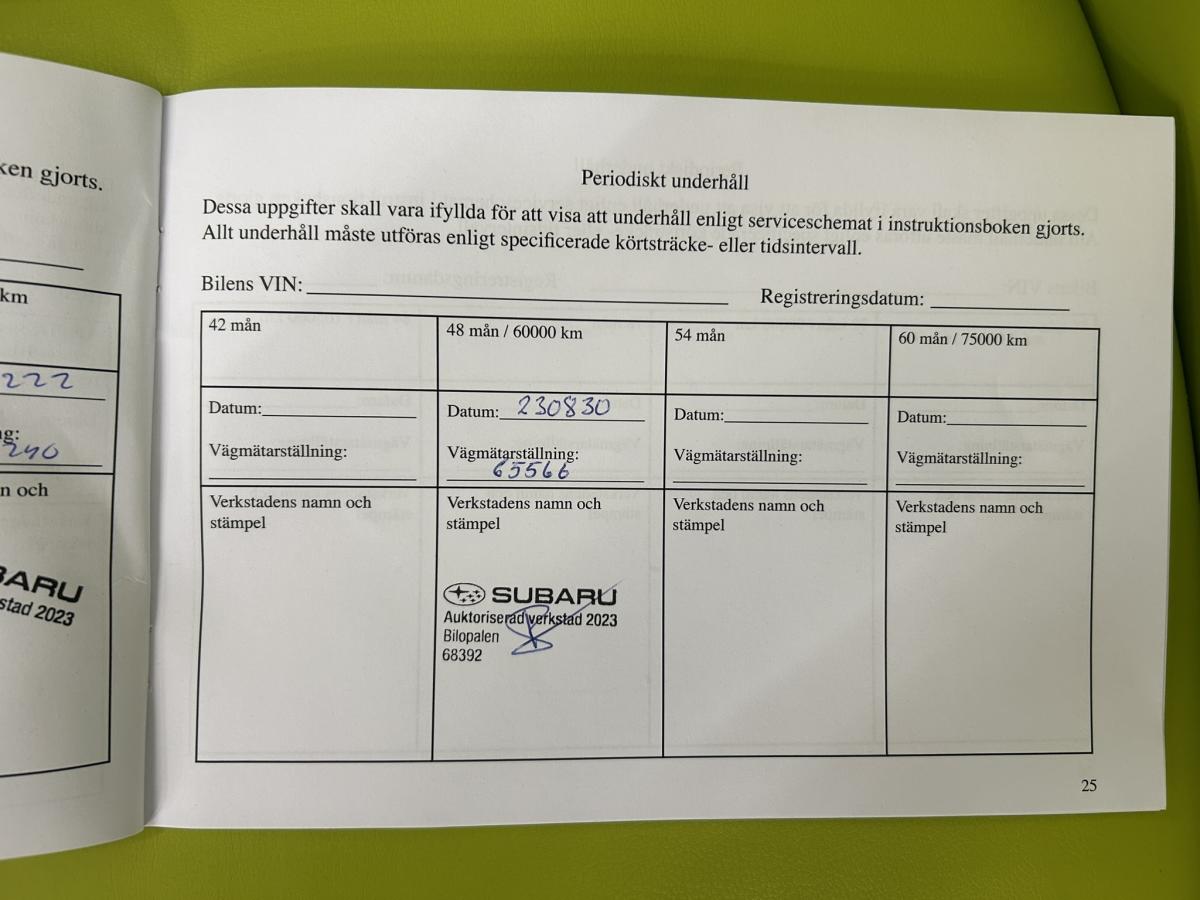 ken gjorts.
km
222
ng:
240
n och
BARU
stad 2023
Periodiskt underhåll
Dessa uppgifter skall vara ifyllda för att visa att underhåll enligt serviceschemat i instruktionsboken gjorts.
Allt underhåll måste utföras enligt specificerade körtsträcke- eller tidsintervall.
Bilens VIN:
Registreringsdatum:
42 mån
Datum:
Vägmätarställning:
Verkstadens namn och
stämpel
48 mån / 60000 km
Datum: 230830
Vägmätarställning:
65566
Verkstadens namn och
stämpel
SUBARU
Auktoriserad verkstad 2023
Bilopalen
68392
54 mån
Datum:
Vägmätarställning:
Verkstadens namn och
stämpel
60 mån / 75000 km
Datum:
Vägmätarställning:
Verkstadens namn och
stämpel
25